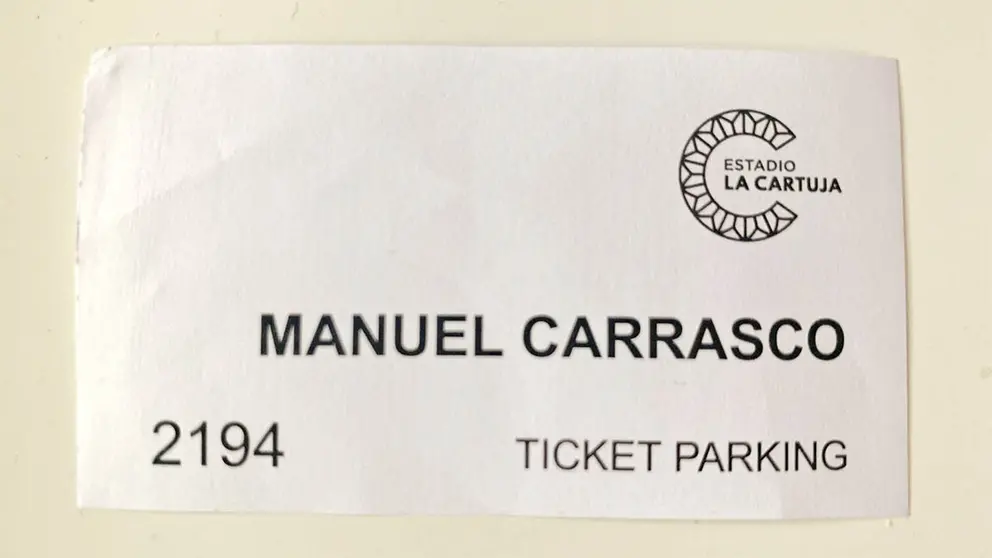 ESTADIO
LA CARTUJA
MANUEL CARRASCO
2194
TICKET PARKING